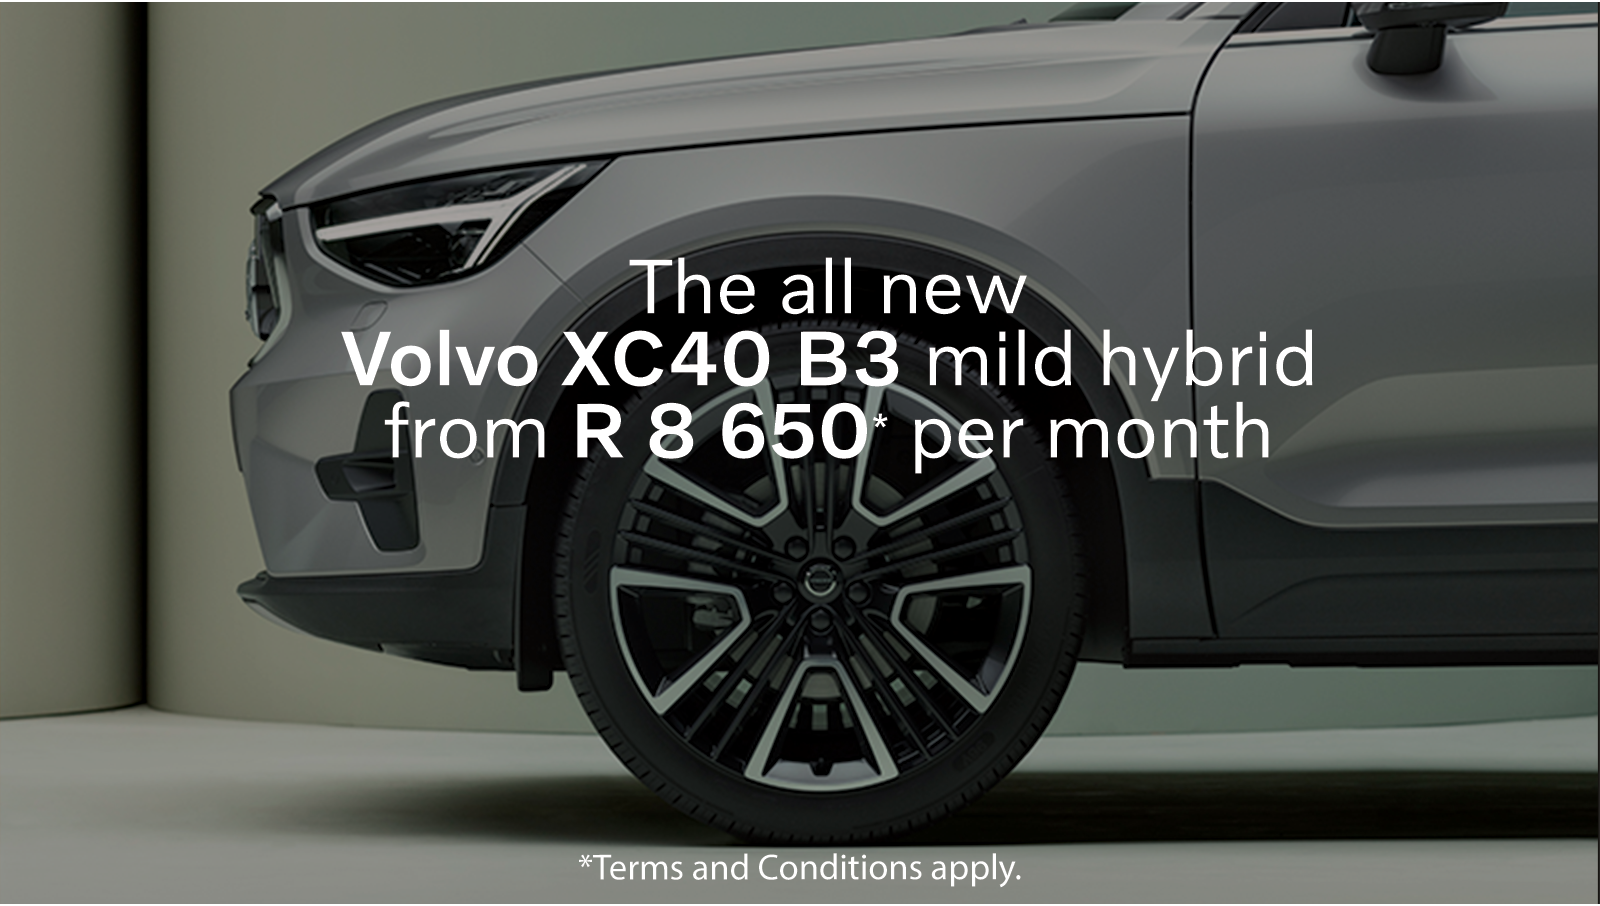 The all new
Volvo XC40 B3 mild hybrid
from R 8 650* per month
*Terms and Conditions apply.